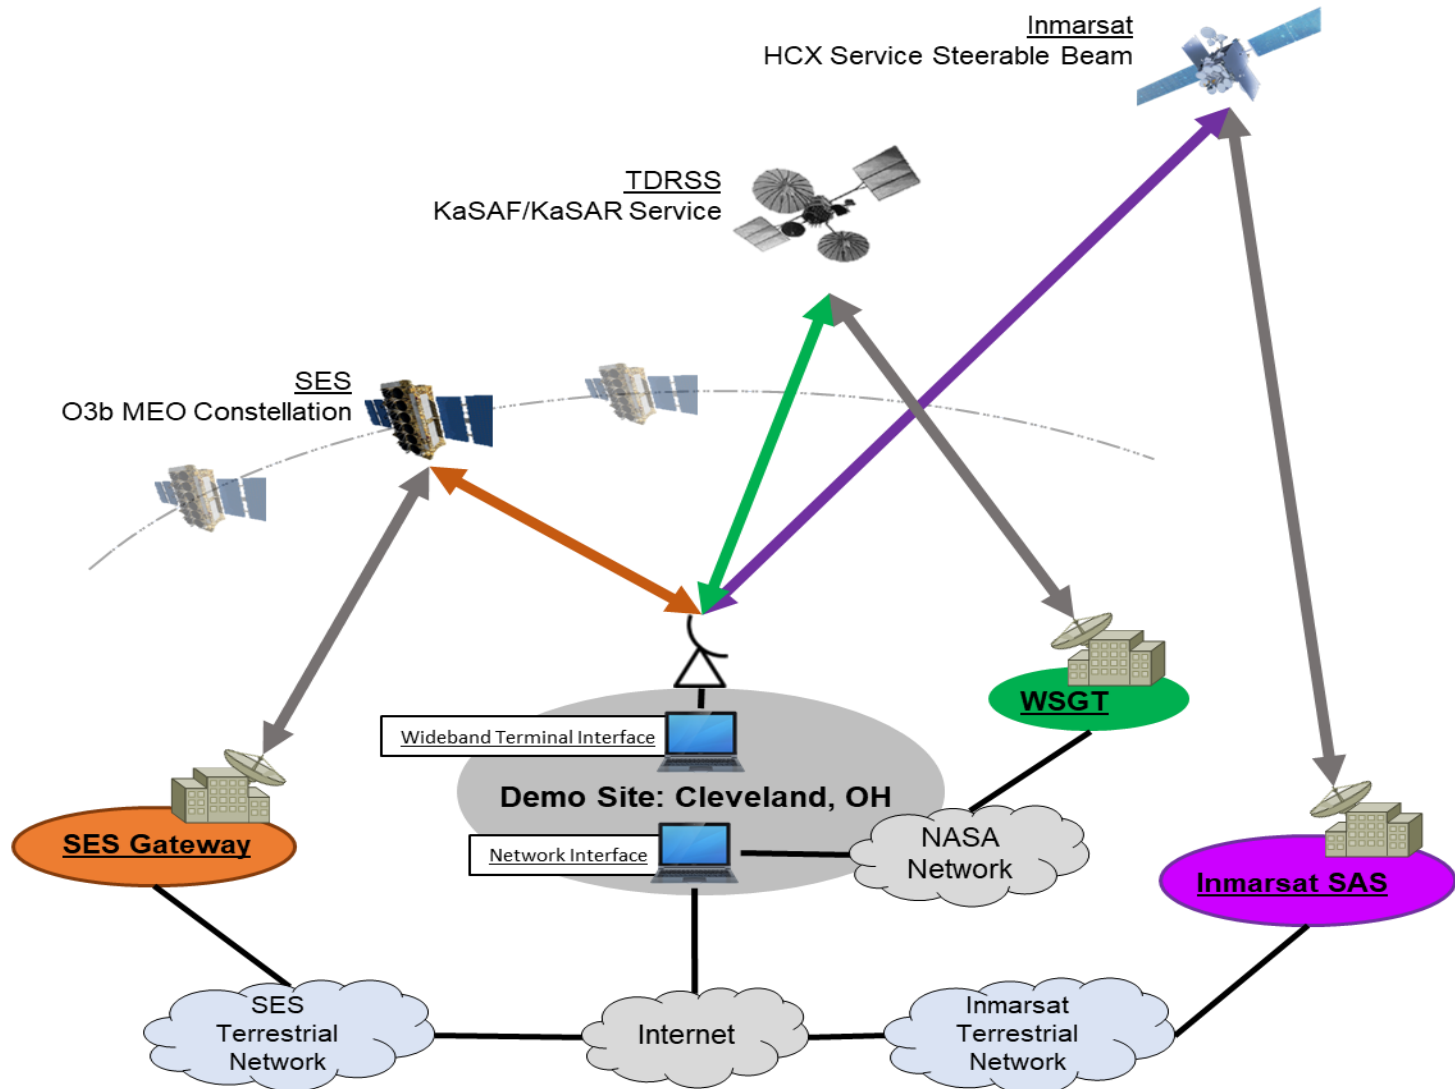 Inmarsat
HCX Service Steerable Beam
TDRSS
KaSAF/KaSAR Service
SES
O3b MEO Constellation
WSGT
Wideband Terminal Interface
Demo Site: Cleveland, OH
SES Gateway
Network Interface
NASA
Network
Inmarsat SAS
SES
Terrestrial
Network
Internet
Inmarsat
Terrestrial
Network